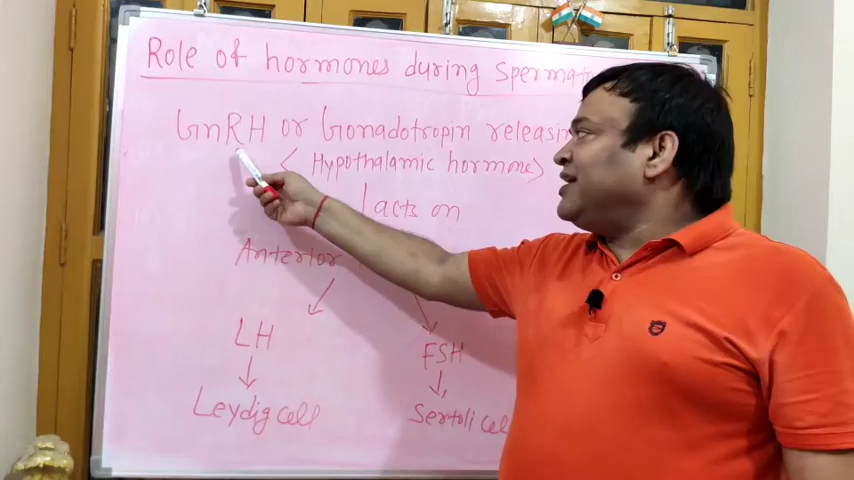 Role of hormones during Spermat
GnRH or Gonadotropin releasin
< Hypothalamic hormone>
acts on
Anterior
LH FSH
Leydig cell Sertoli cel